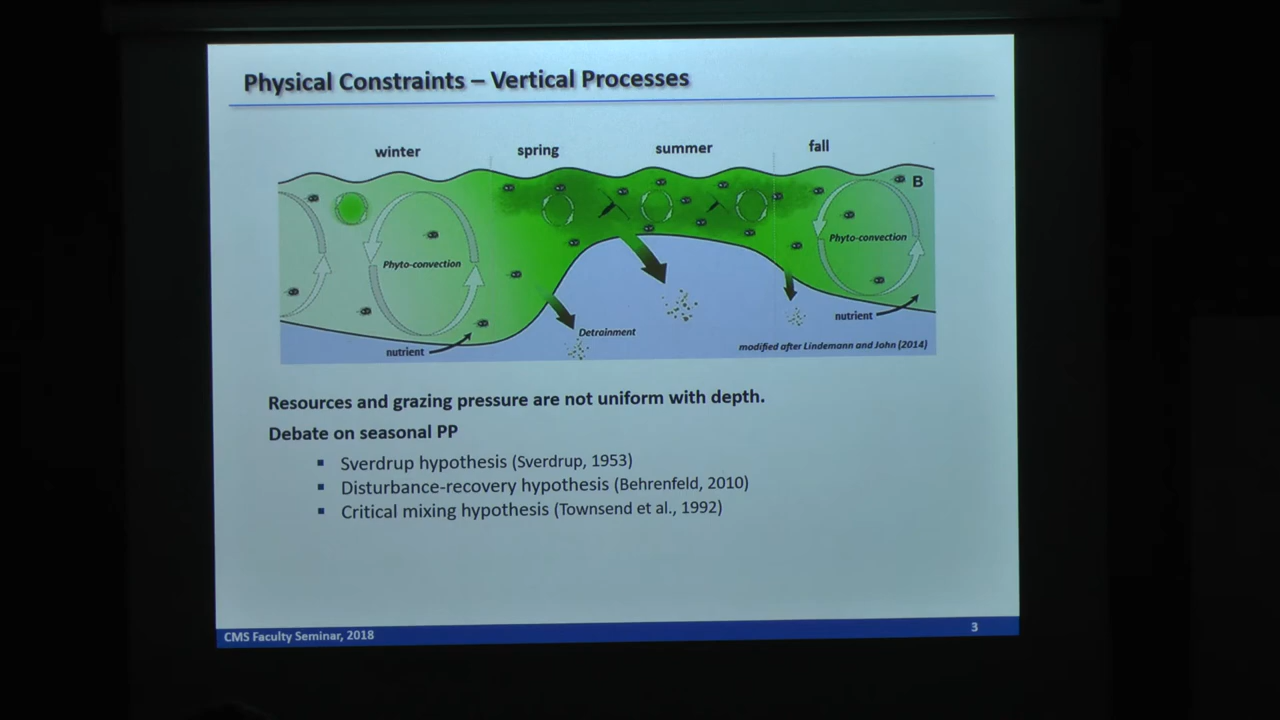 Physical Constraints – Vertical Processes
winter spring summer fall
B
Phyto-convection
Phyto-convection
nutrient
Detrainment
nutrient
modified after Lindemann and John (2014)
Resources and grazing pressure are not uniform with depth.
Debate on seasonal PP
▪ Sverdrup hypothesis (Sverdrup, 1953)
▪ Disturbance-recovery hypothesis (Behrenfeld, 2010)
▪ Critical mixing hypothesis (Townsend et al., 1992)
CMS Faculty Seminar, 2018
3